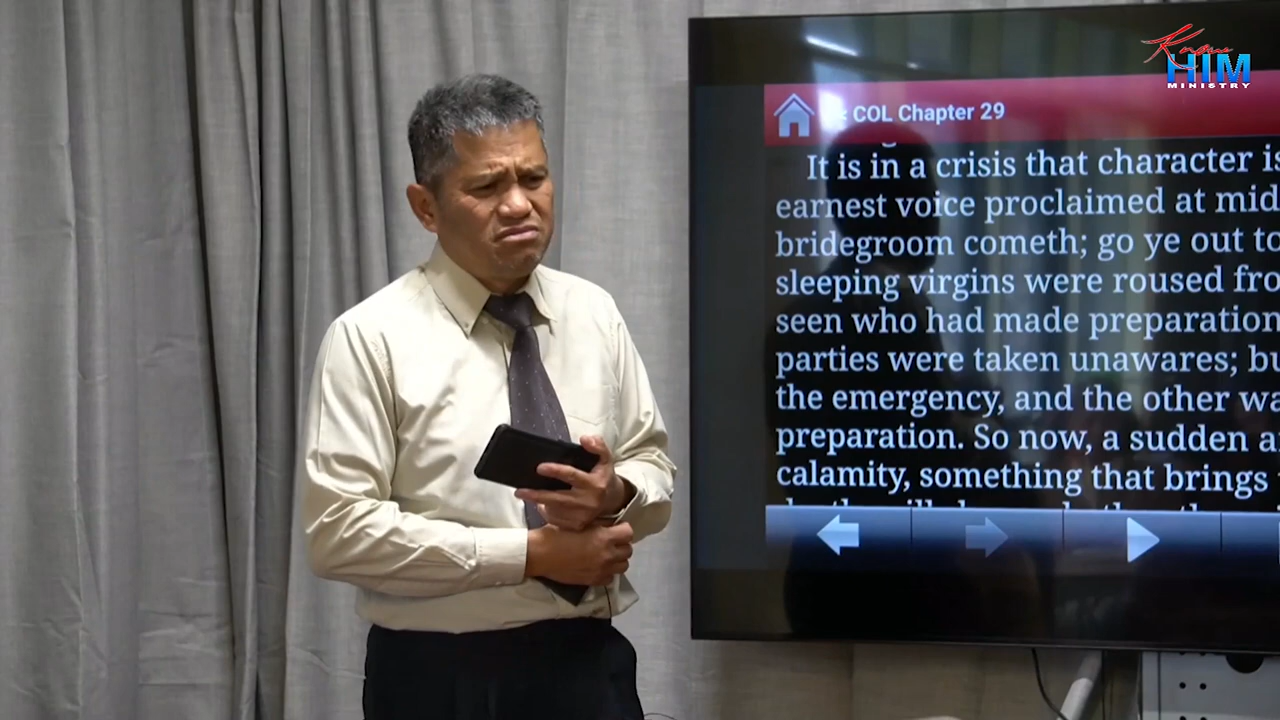 Know
HIM
MINISTRY
COL Chapter 29
It is in a crisis that character is
earnest voice proclaimed at mid
bridegroom cometh; go ye out to
sleeping virgins were roused fro
seen who had made preparation
parties were taken unawares; bu
the emergency, and the other wa
preparation. So now, a sudden a
calamity, something that brings